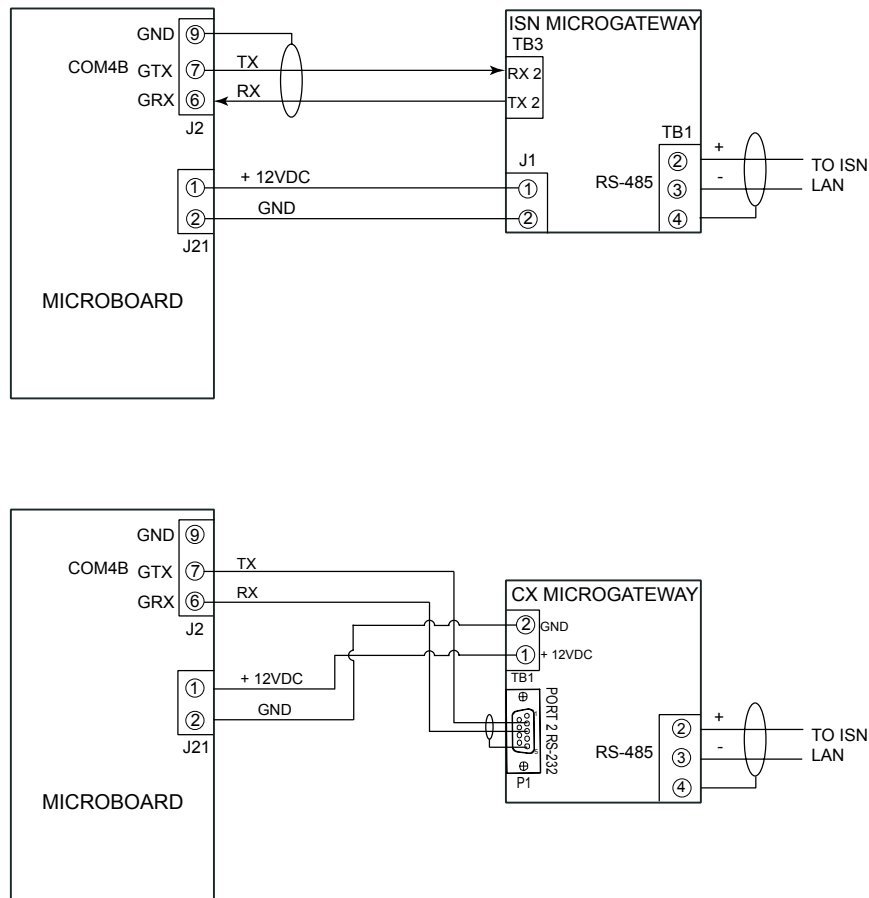 GND 9
COM4B GTX 7 TX
GRX 6 RX
J2
1 + 12VDC
2 GND
J21
MICROBOARD
ISN MICROGATEWAY
TB3
RX 2
TX 2
J1
1
2
TB1
RS-485
2 +
3 -
4
TO ISN
LAN
GND 9
COM4B GTX 7 TX
GRX 6 RX
J2
1 + 12VDC
2 GND
J21
MICROBOARD
CX MICROGATEWAY
2 GND
1 + 12VDC
TB1
PORT 2 RS-232
P1
RS-485
2 +
3 -
4
TO ISN
LAN